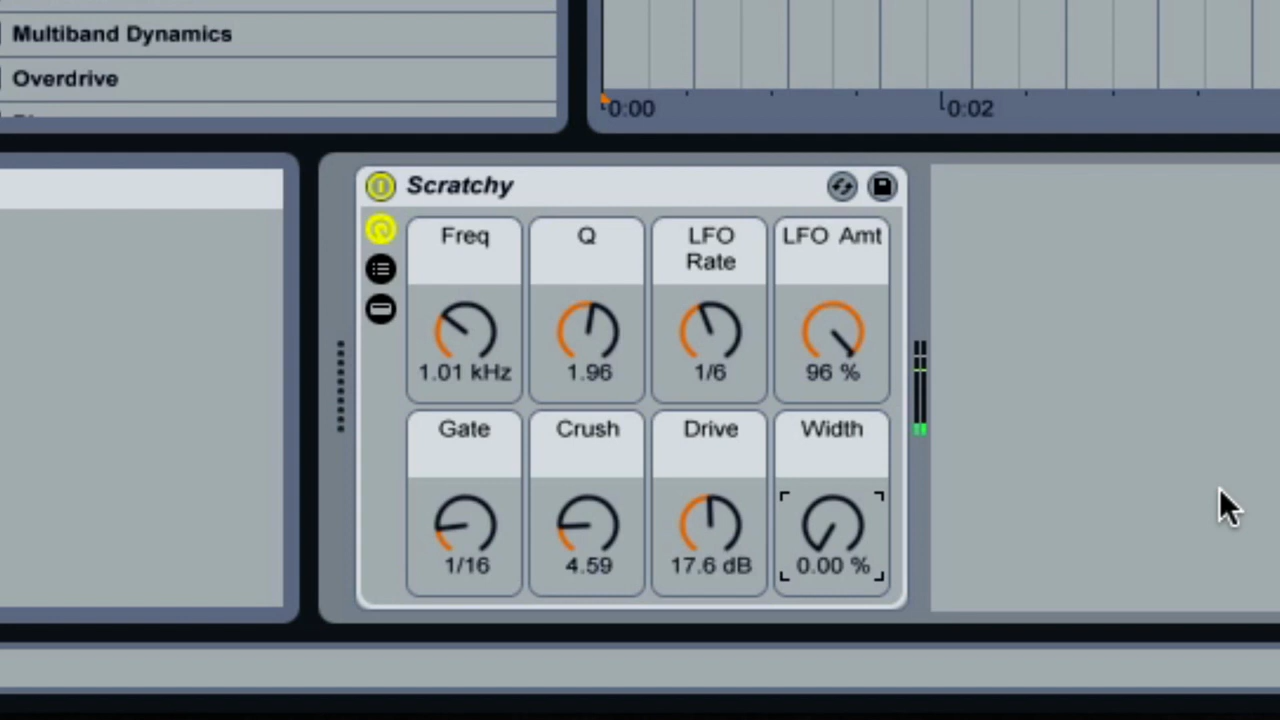 Multiband Dynamics
Overdrive
0:00
0:02
Scratchy
Freq
Q
LFO
Rate
LFO Amt
1.01 kHz
1.96
1/6
96 %
Gate
Crush
Drive
Width
1/16
4.59
17.6 dB
0.00 %